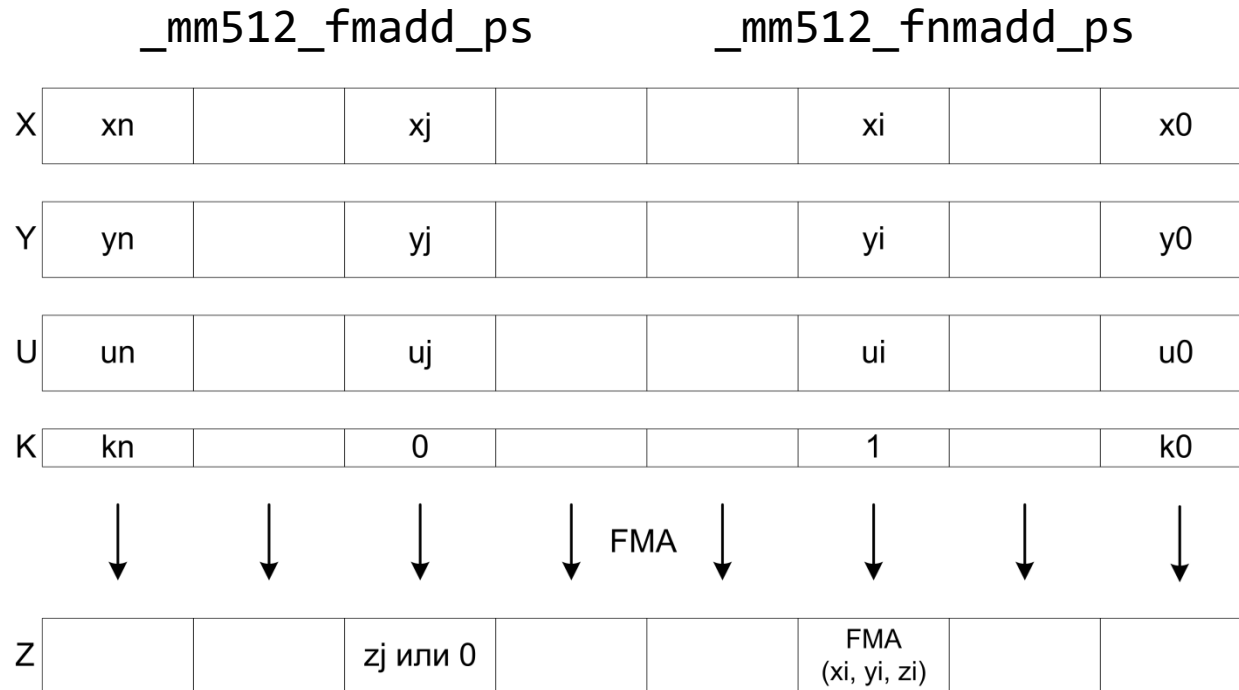 _mm512_fmadd_ps _mm512_fnmadd_ps
X xn xj xi x0
Y yn yj yi y0
U un uj ui u0
K kn 0 1 k0
FMA
Z zj или 0 FMA
(xi, yi, zi)